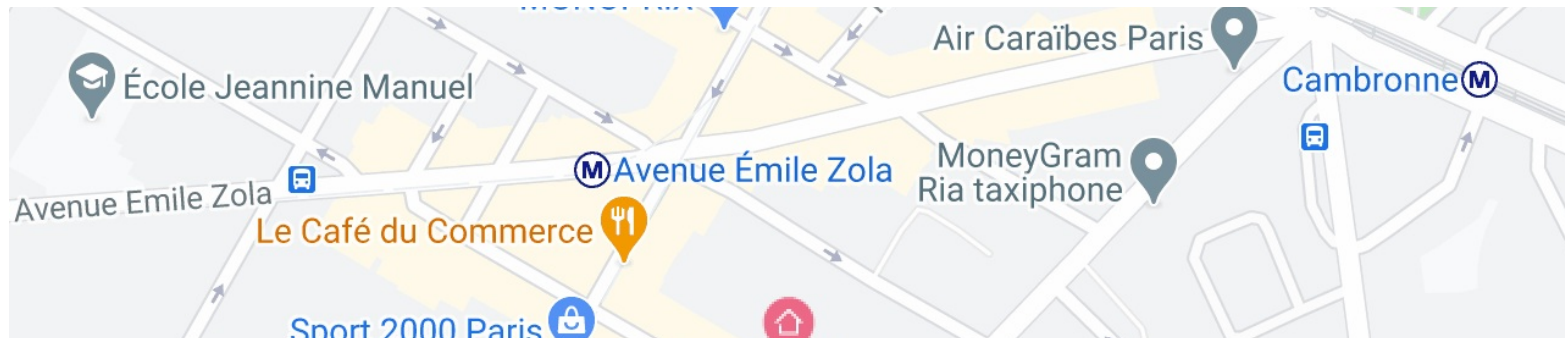 MONOPRIX
Air Caraïbes Paris
École Jeannine Manuel
Cambronne M
M Avenue Émile Zola
MoneyGram
Ria taxiphone
Avenue Emile Zola
Le Café du Commerce
Sport 2000 Paris